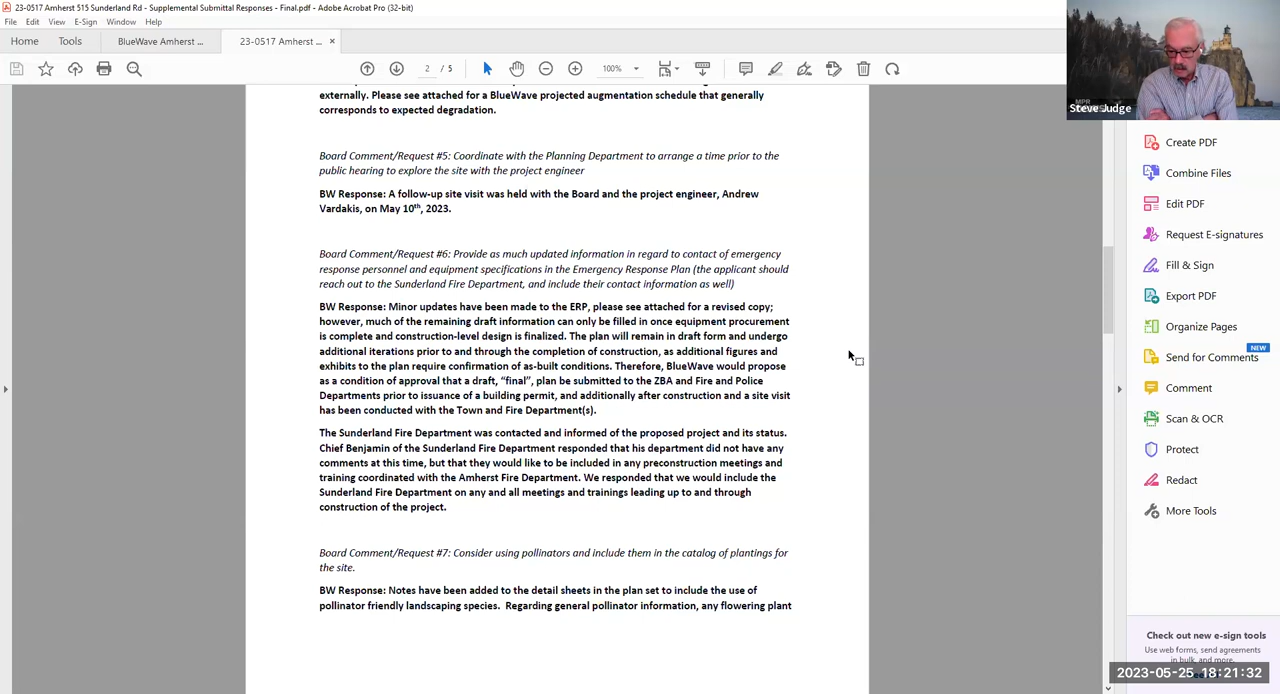 23-0517 Amherst 515 Sunderland Rd - Supplemental Submittal Responses - Final.pdf - Adobe Acrobat Pro (32-bit)
File Edit View E-Sign Window Help
Home Tools BlueWave Amherst ... 23-0517 Amherst ... ×
2 / 5 100%
externally. Please see attached for a BlueWave projected augmentation schedule that generally
corresponds to expected degradation.
Board Comment/Request #5: Coordinate with the Planning Department to arrange a time prior to the
public hearing to explore the site with the project engineer
BW Response: A follow-up site visit was held with the Board and the project engineer, Andrew
Vardakis, on May 10th, 2023.
Board Comment/Request #6: Provide as much updated information in regard to contact of emergency
response personnel and equipment specifications in the Emergency Response Plan (the applicant should
reach out to the Sunderland Fire Department, and include their contact information as well)
BW Response: Minor updates have been made to the ERP, please see attached for a revised copy;
however, much of the remaining draft information can only be filled in once equipment procurement
is complete and construction-level design is finalized. The plan will remain in draft form and undergo
additional iterations prior to and through the completion of construction, as additional figures and
exhibits to the plan require confirmation of as-built conditions. Therefore, BlueWave would propose
as a condition of approval that a draft, “final”, plan be submitted to the ZBA and Fire and Police
Departments prior to issuance of a building permit, and additionally after construction and a site visit
has been conducted with the Town and Fire Department(s).
The Sunderland Fire Department was contacted and informed of the proposed project and its status.
Chief Benjamin of the Sunderland Fire Department responded that his department did not have any
comments at this time, but that they would like to be included in any preconstruction meetings and
training coordinated with the Amherst Fire Department. We responded that we would include the
Sunderland Fire Department on any and all meetings and trainings leading up to and through
construction of the project.
Board Comment/Request #7: Consider using pollinators and include them in the catalog of plantings for
the site.
BW Response: Notes have been added to the detail sheets in the plan set to include the use of
pollinator friendly landscaping species. Regarding general pollinator information, any flowering plant
MPR
Steve Judge
Create PDF
Combine Files
Edit PDF
Request E-signatures
Fill & Sign
Export PDF
Organize Pages
NEW
Send for Comments
Comment
Scan & OCR
Protect
Redact
More Tools
Check out new e-sign tools
Use web forms, send agreements
in bulk, and more.
2023-05-25 18:21:32